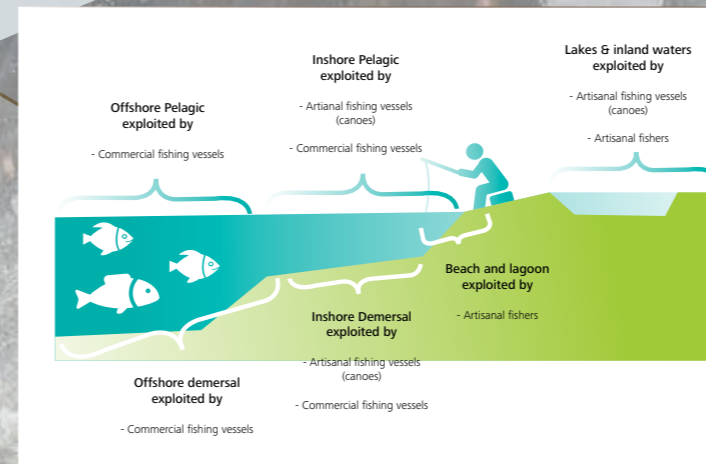 Offshore Pelagic
exploited by
- Commercial fishing vessels
Inshore Pelagic
exploited by
- Artianal fishing vessels
(canoes)
- Commercial fishing vessels
Lakes & inland waters
exploited by
- Artisanal fishing vessels
(canoes)
- Artisanal fishers
Beach and lagoon
exploited by
- Artisanal fishers
Inshore Demersal
exploited by
- Artisanal fishing vessels
(canoes)
- Commercial fishing vessels
Offshore demersal
exploited by
- Commercial fishing vessels